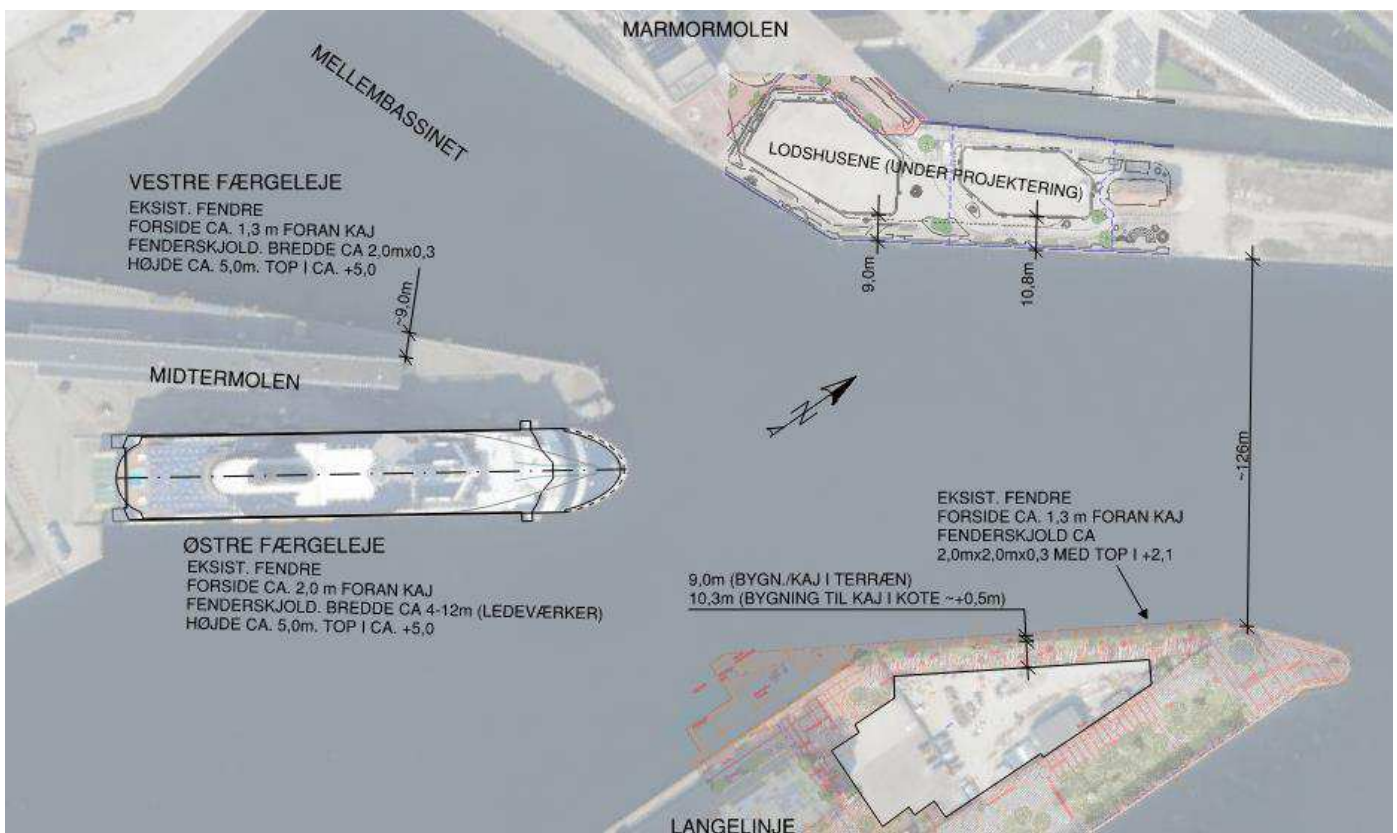 MARMORMOLEN
MELLEMBASSINET
LODSHUSENE (UNDER PROJEKTERING)
VESTRE FÆRGELEJE
EKSIST. FENDRE
FORSIDE CA. 1,3 m FORAN KAJ
FENDERSKJOLD. BREDDE CA 2,0mx0,3
HØJDE CA. 5,0m. TOP I CA. +5,0
~9,0m
9,0m
10,8m
MIDTERMOLEN
N
~126m
ØSTRE FÆRGELEJE
EKSIST. FENDRE
FORSIDE CA. 2,0 m FORAN KAJ
FENDERSKJOLD. BREDDE CA 4-12m (LEDEVÆRKER)
HØJDE CA. 5,0m. TOP I CA. +5,0
EKSIST. FENDRE
FORSIDE CA. 1,3 m FORAN KAJ
FENDERSKJOLD CA
2,0mx2,0mx0,3 MED TOP I +2,1
9,0m (BYGN./KAJ I TERRÆN)
10,3m (BYGNING TIL KAJ I KOTE ~+0,5m)
LANGELINJE